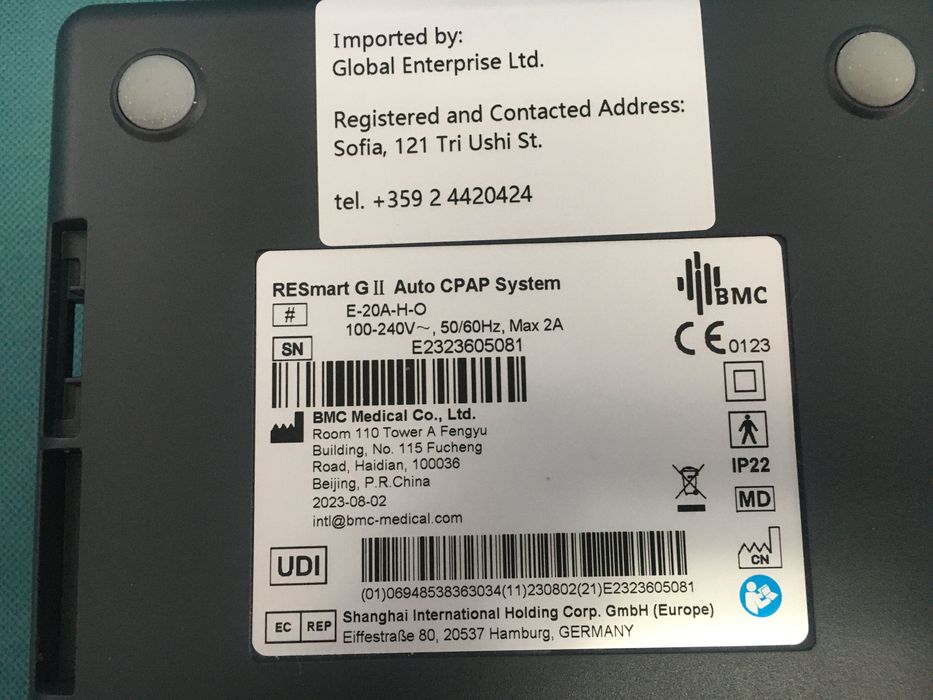 Imported by:
Global Enterprise Ltd.
Registered and Contacted Address:
Sofia, 121 Tri Ushi St.
tel. +359 2 4420424
RESmart G II Auto CPAP System
BMC
# E-20A-H-O
100-240V~, 50/60Hz, Max 2A
SN E2323605081
CE 0123
BMC Medical Co., Ltd.
Room 110 Tower A Fengyu
Building, No. 115 Fucheng
Road, Haidian, 100036
Beijing, P.R.China
2023-08-02
intl@bmc-medical.com
IP22
MD
CN
UDI
(01)06948538363034(11)230802(21)E2323605081
EC REP
Shanghai International Holding Corp. GmbH (Europe)
Eiffestraße 80, 20537 Hamburg, GERMANY